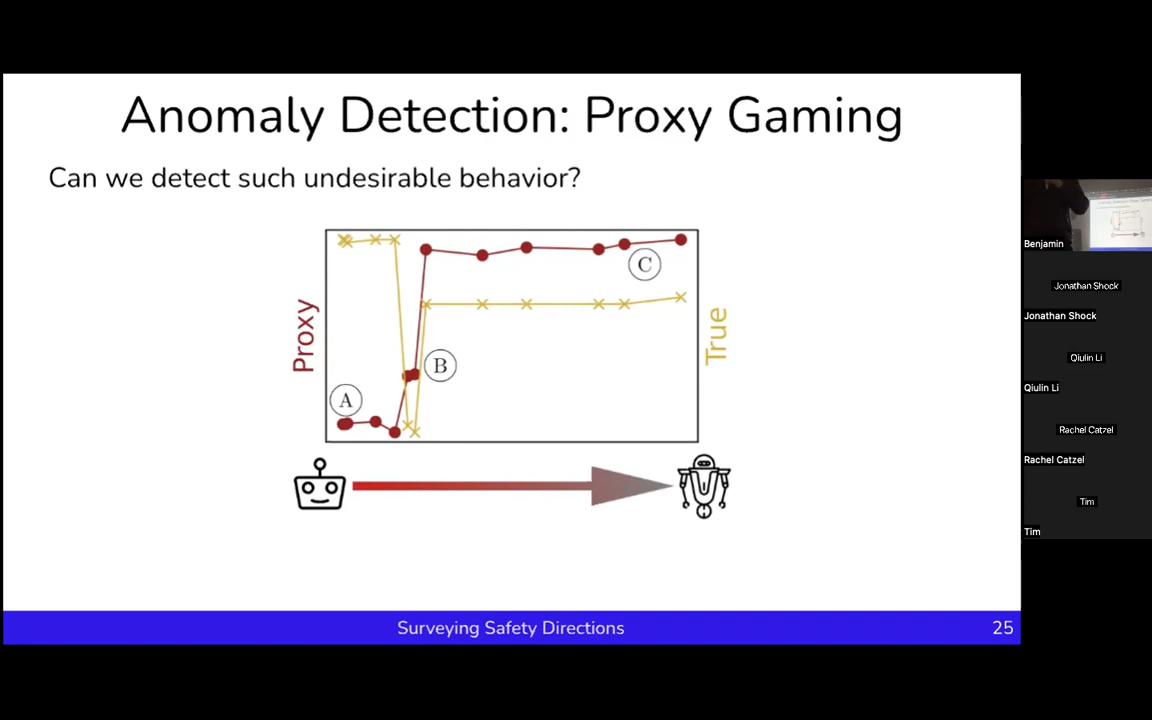 Anomaly Detection: Proxy Gaming
Can we detect such undesirable behavior?
Proxy
True
A
B
C
Surveying Safety Directions
25
Benjamin
Jonathan Shock
Jonathan Shock
Qiulin Li
Qiulin Li
Rachel Catzel
Rachel Catzel
Tim
Tim